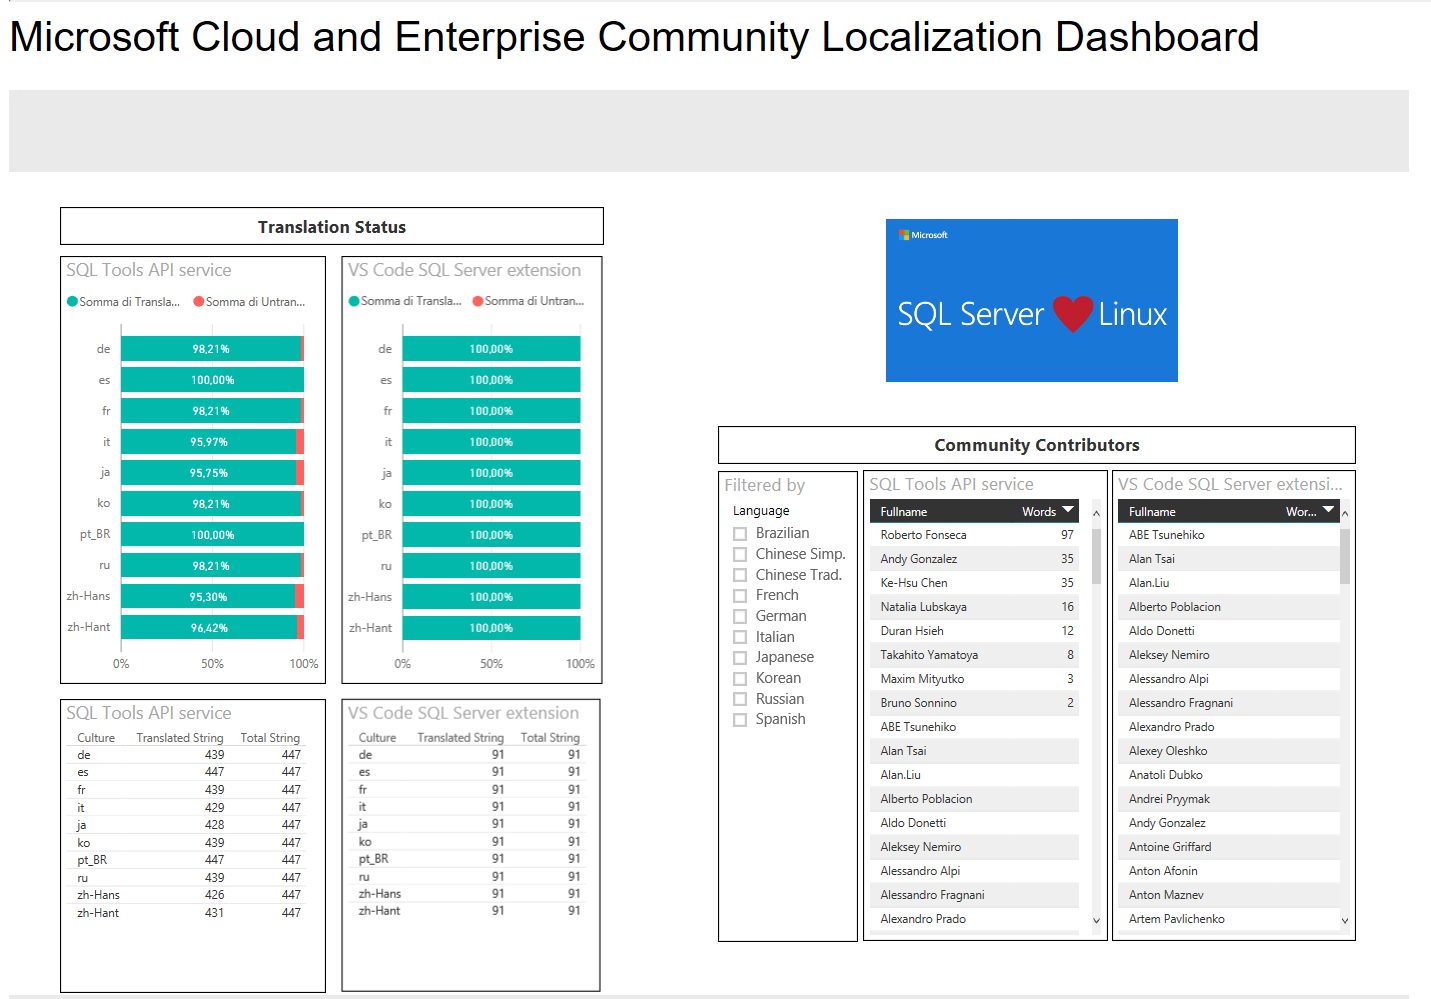 Microsoft Cloud and Enterprise Community Localization Dashboard
Translation Status
SQL Tools API service
Somma di Transla... Somma di Untran...
de 98,21%
es 100,00%
fr 98,21%
it 95,97%
ja 95,75%
ko 98,21%
pt_BR 100,00%
ru 98,21%
zh-Hans 95,30%
zh-Hant 96,42%
0% 50% 100%
VS Code SQL Server extension
Somma di Transla... Somma di Untran...
de 100,00%
es 100,00%
fr 100,00%
it 100,00%
ja 100,00%
ko 100,00%
pt_BR 100,00%
ru 100,00%
zh-Hans 100,00%
zh-Hant 100,00%
0% 50% 100%
SQL Tools API service
Culture Translated String Total String
de 439 447
es 447 447
fr 439 447
it 429 447
ja 428 447
ko 439 447
pt_BR 447 447
ru 439 447
zh-Hans 426 447
zh-Hant 431 447
VS Code SQL Server extension
Culture Translated String Total String
de 91 91
es 91 91
fr 91 91
it 91 91
ja 91 91
ko 91 91
pt_BR 91 91
ru 91 91
zh-Hans 91 91
zh-Hant 91 91
Microsoft
SQL Server Linux
Community Contributors
Filtered by
Language
Brazilian
Chinese Simp.
Chinese Trad.
French
German
Italian
Japanese
Korean
Russian
Spanish
SQL Tools API service
Fullname Words
Roberto Fonseca 97
Andy Gonzalez 35
Ke-Hsu Chen 35
Natalia Lubskaya 16
Duran Hsieh 12
Takahito Yamatoya 8
Maxim Mityutko 3
Bruno Sonnino 2
ABE Tsunehiko
Alan Tsai
Alan.Liu
Alberto Poblacion
Aldo Donetti
Aleksey Nemiro
Alessandro Alpi
Alessandro Fragnani
Alexandro Prado
VS Code SQL Server extensi...
Fullname Wor...
ABE Tsunehiko
Alan Tsai
Alan.Liu
Alberto Poblacion
Aldo Donetti
Aleksey Nemiro
Alessandro Alpi
Alessandro Fragnani
Alexandro Prado
Alexey Oleshko
Anatoli Dubko
Andrei Pryymak
Andy Gonzalez
Antoine Griffard
Anton Afonin
Anton Maznev
Artem Pavlichenko